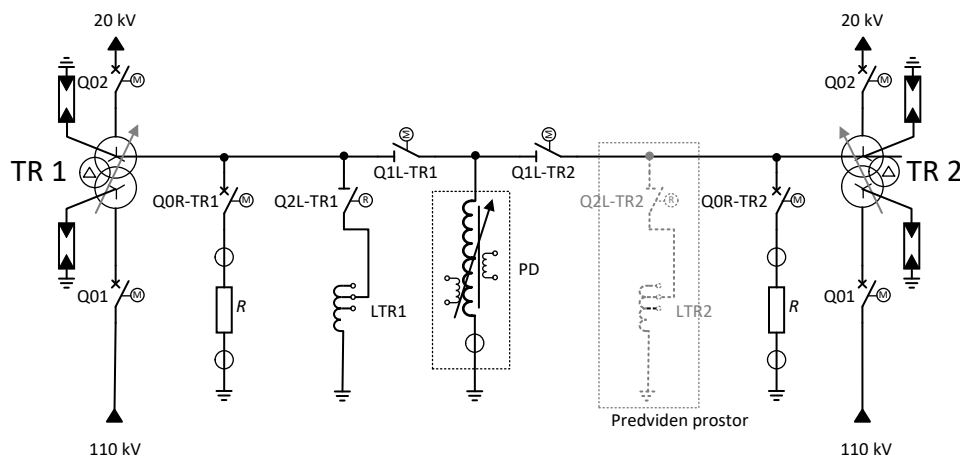 20 kV
20 kV
Q02
M
Q02
M
TR 1
TR 2
M
Q1L-TR1
M
Q1L-TR2
Q0R-TR1
M
Q2L-TR1
R
Q2L-TR2
R
Q0R-TR2
M
PD
Q01
M
R
LTR1
LTR2
R
Q01
M
Predviden prostor
110 kV
110 kV